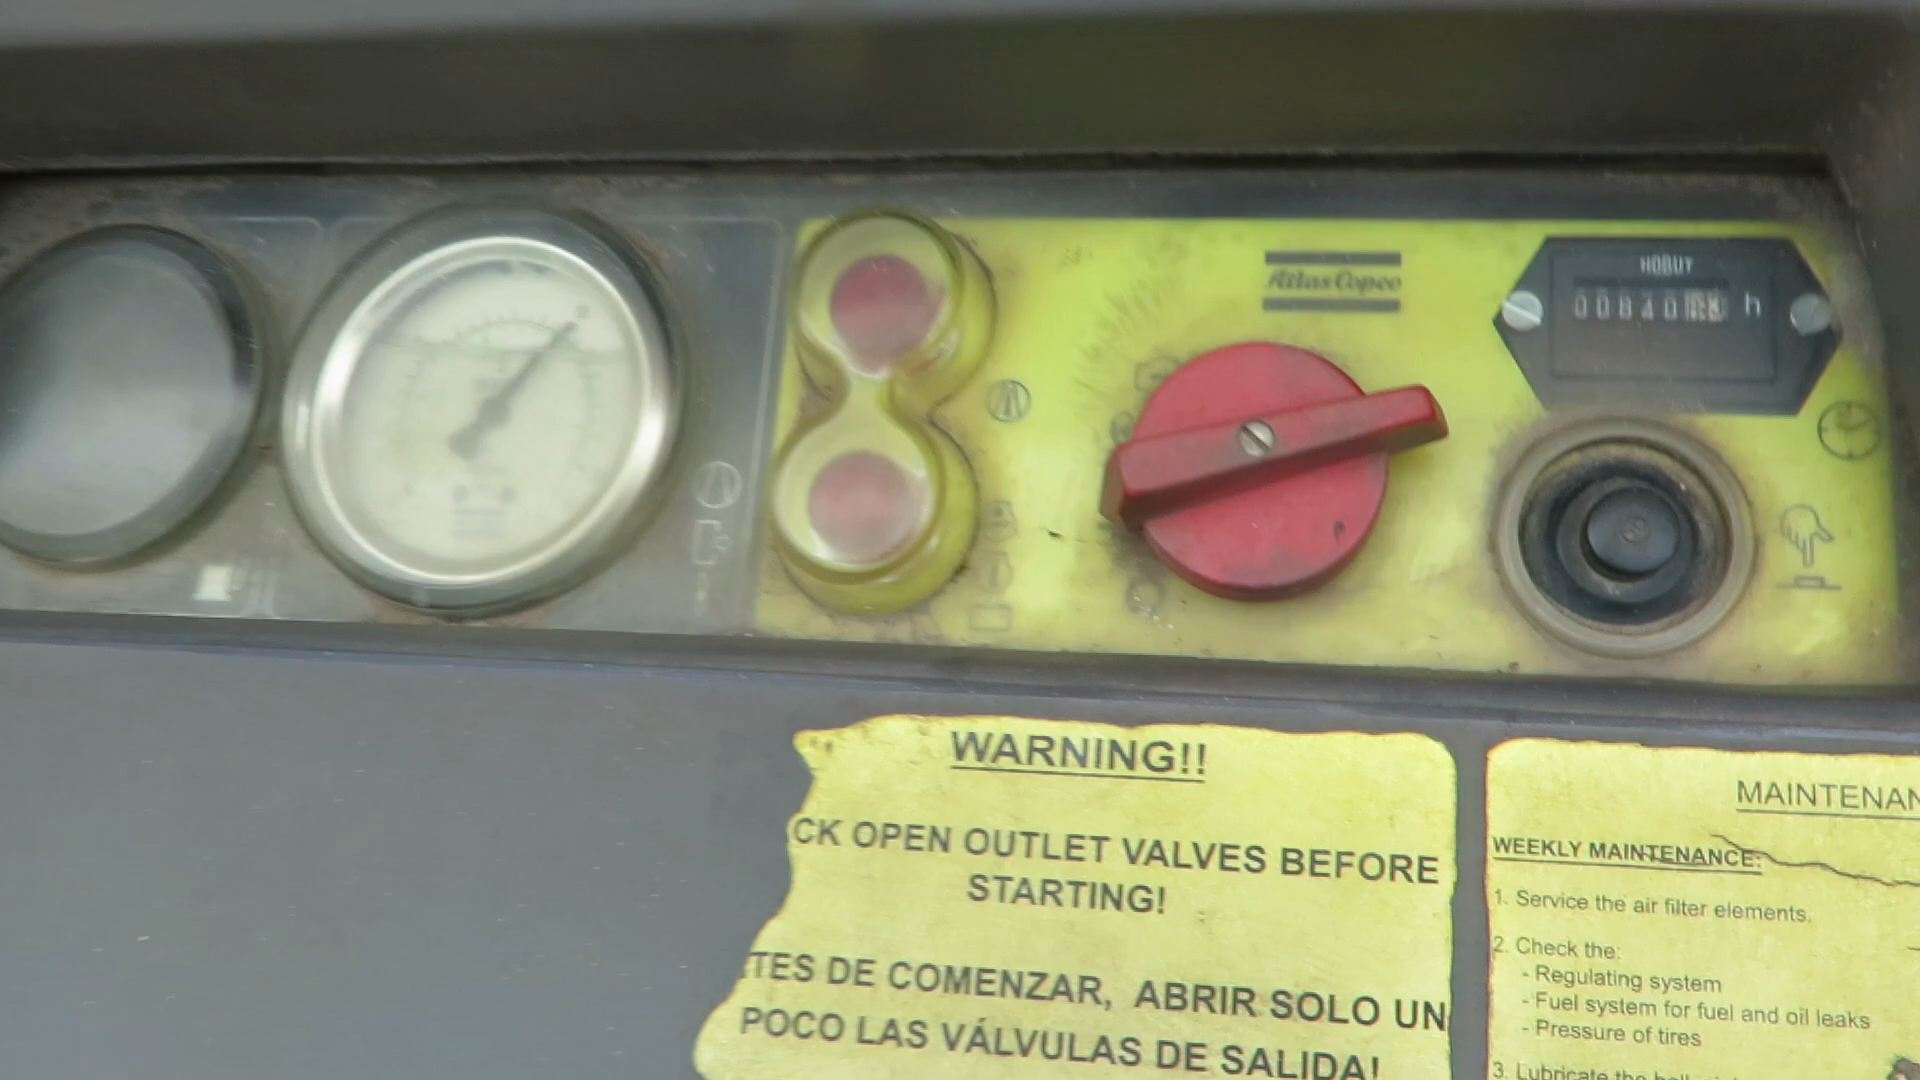 Atlas Copco
HOBUT
h
WARNING!!
CK OPEN OUTLET VALVES BEFORE
STARTING!
TES DE COMENZAR, ABRIR SOLO UN
POCO LAS VÁLVULAS DE SALIDA!
MAINTENAN
WEEKLY MAINTENANCE:
1. Service the air filter elements.
2. Check the:
- Regulating system
- Fuel system for fuel and oil leaks
- Pressure of tires
3. Lubricate the